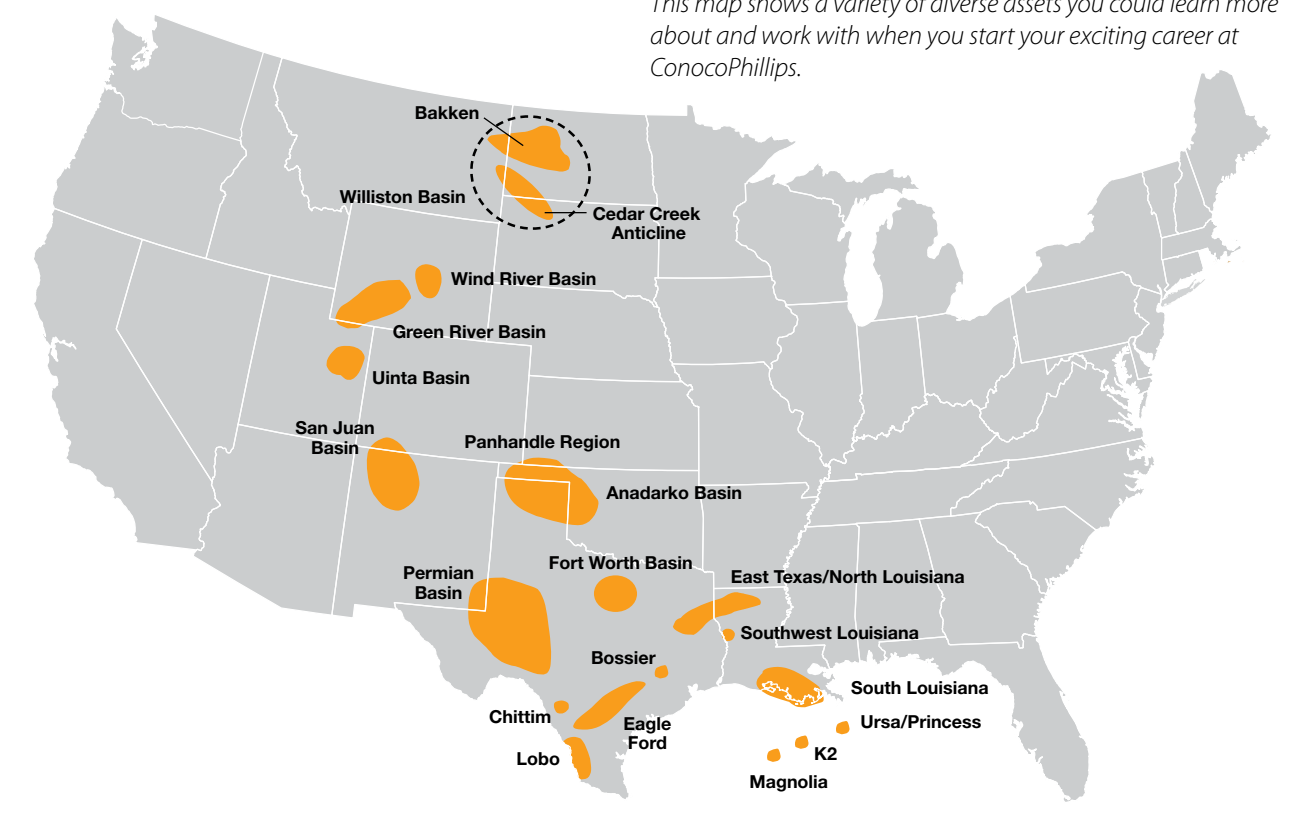 This map shows a variety of diverse assets you could learn more
about and work with when you start your exciting career at
ConocoPhillips.
Bakken
Williston Basin
Cedar Creek
Anticline
Wind River Basin
Green River Basin
Uinta Basin
San Juan
Basin
Panhandle Region
Anadarko Basin
Fort Worth Basin
Permian
Basin
East Texas/North Louisiana
Southwest Louisiana
Bossier
South Louisiana
Chittim
Eagle
Ford
Ursa/Princess
Lobo
K2
Magnolia